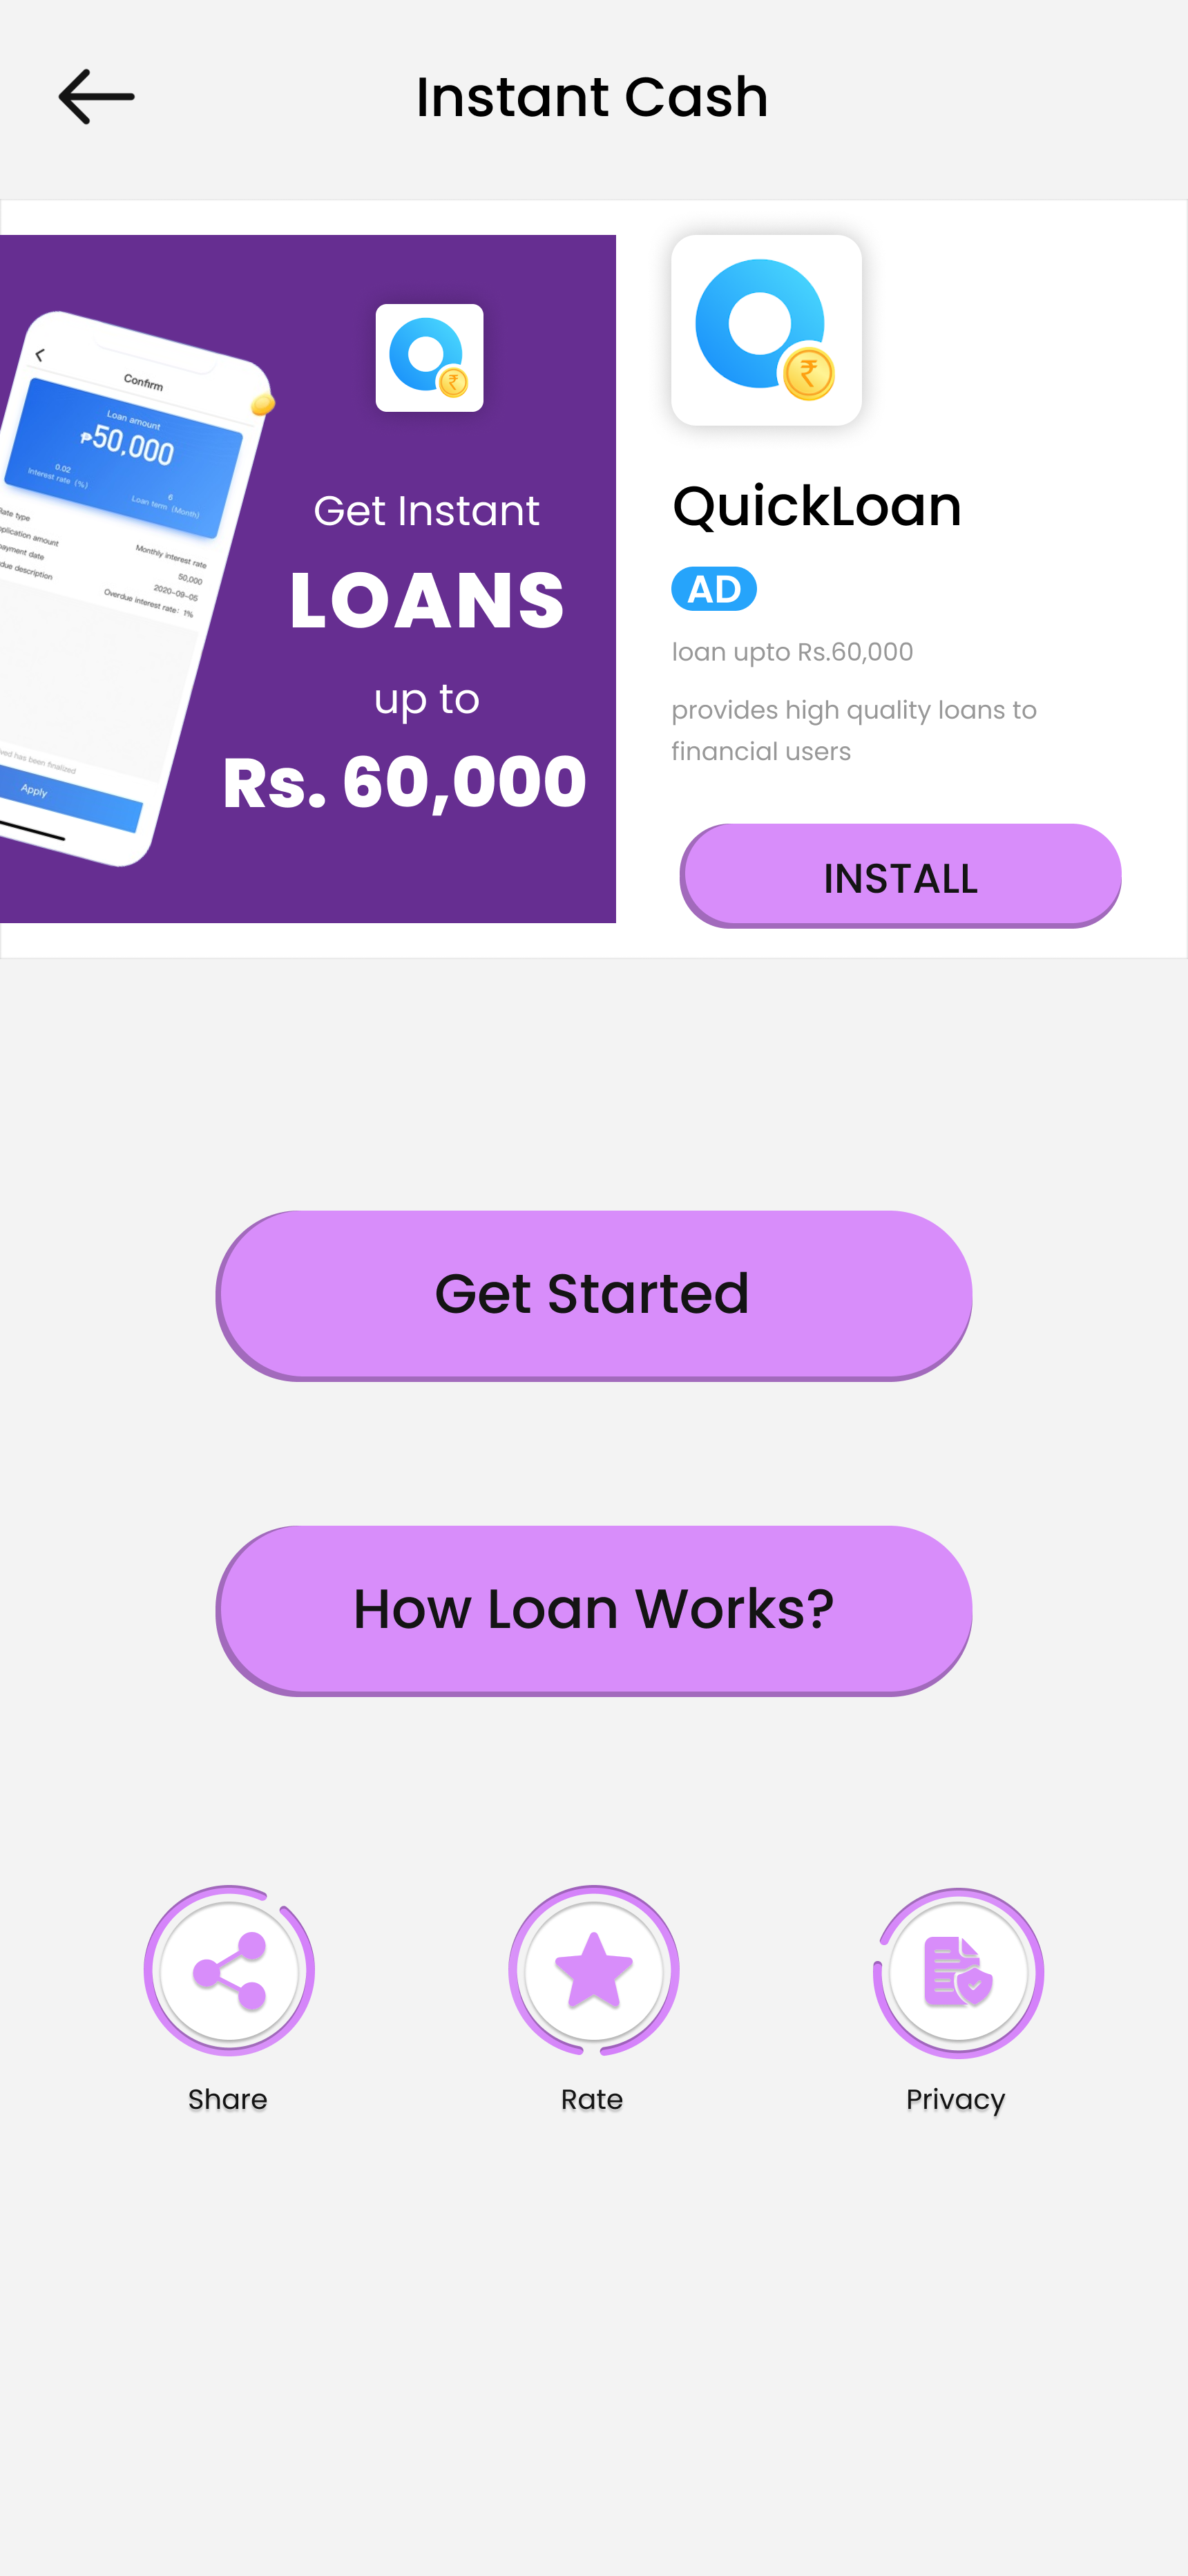 Instant Cash
Confirm
Loan amount
₱50,000
0.02
Interest rate (%)
6
Loan term (Month)
Rate type
Monthly interest rate
plication amount
50,000
ayment date
2020-09-05
due description
Overdue interest rate: 1%
ved has been finalized
Apply
Get Instant
LOANS
up to
Rs. 60,000
₹
₹
QuickLoan
AD
loan upto Rs.60,000
provides high quality loans to
financial users
INSTALL
Get Started
How Loan Works?
Share
Rate
Privacy